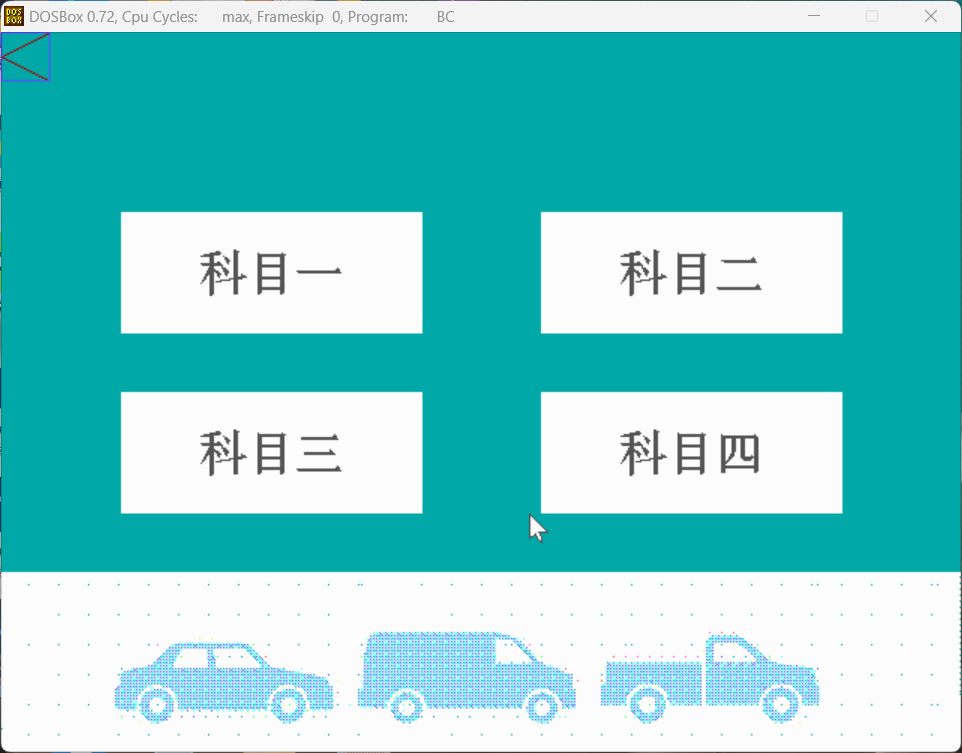 DOSBox 0.72, Cpu Cycles: max, Frameskip 0, Program: BC
科目一 科目二
科目三 科目四